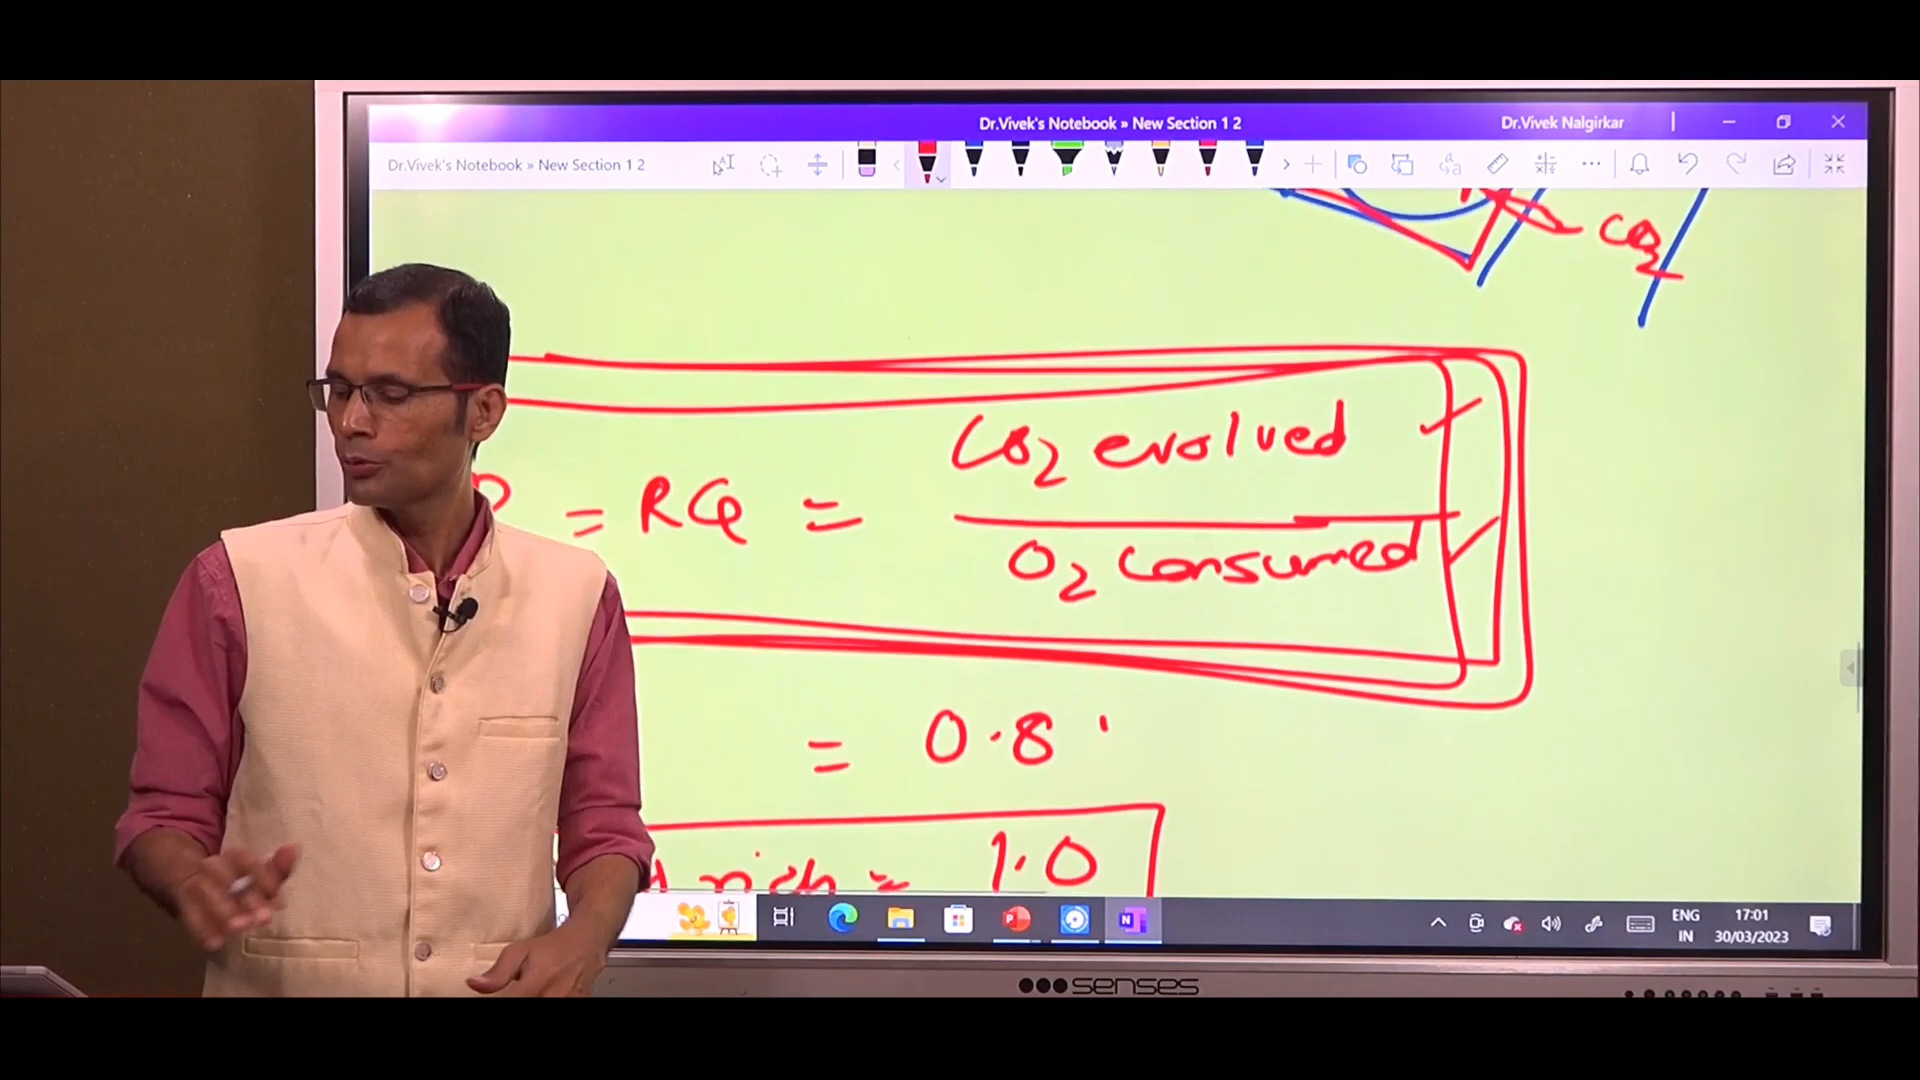 Dr.Vivek's Notebook » New Section 1 2
Dr.Vivek Nalgirkar
Dr.Vivek's Notebook » New Section 1 2
CO2
CO2 evolved
= RQ =
O2 consumed
= 0.8
rich = 1.0
ENG
IN
17:01
30/03/2023
senses